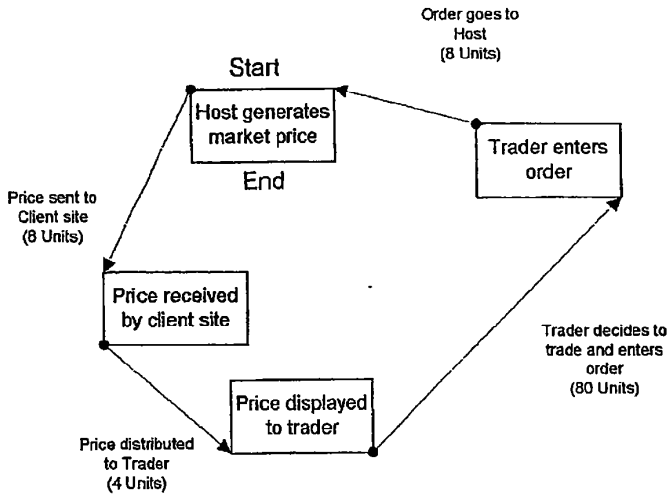 Start
Host generates
market price
End
Price sent to
Client site
(8 Units)
Price received
by client site
Price distributed
to Trader
(4 Units)
Price displayed
to trader
Trader decides to
trade and enters
order
(80 Units)
Trader enters
order
Order goes to
Host
(8 Units)